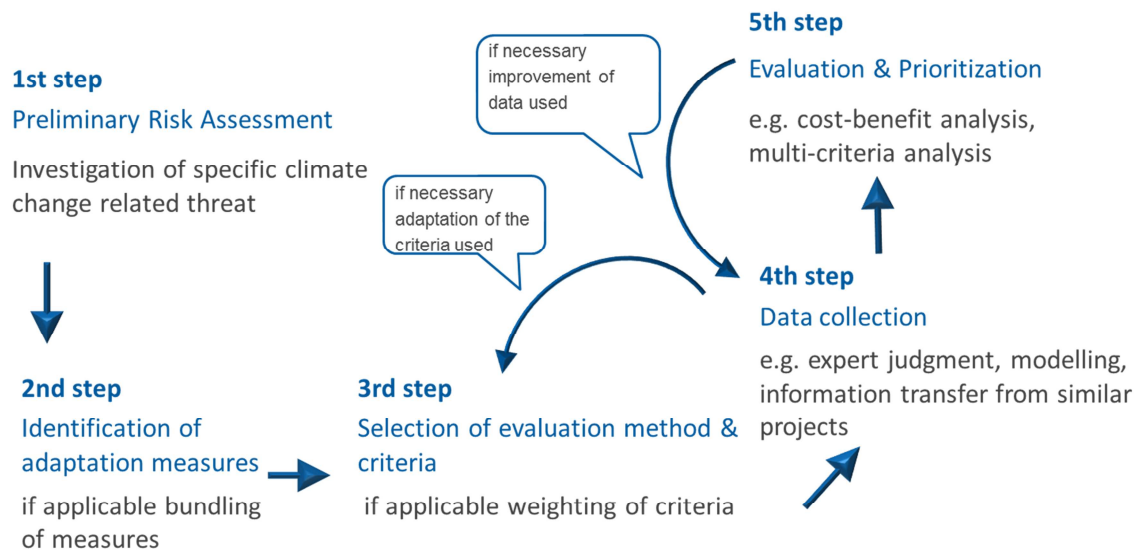 1st step
Preliminary Risk Assessment
Investigation of specific climate
change related threat
2nd step
Identification of
adaptation measures
if applicable bundling
of measures
3rd step
Selection of evaluation method &
criteria
if applicable weighting of criteria
if necessary
adaptation of the
criteria used
4th step
Data collection
e.g. expert judgment, modelling,
information transfer from similar
projects
if necessary
improvement of
data used
5th step
Evaluation & Prioritization
e.g. cost-benefit analysis,
multi-criteria analysis